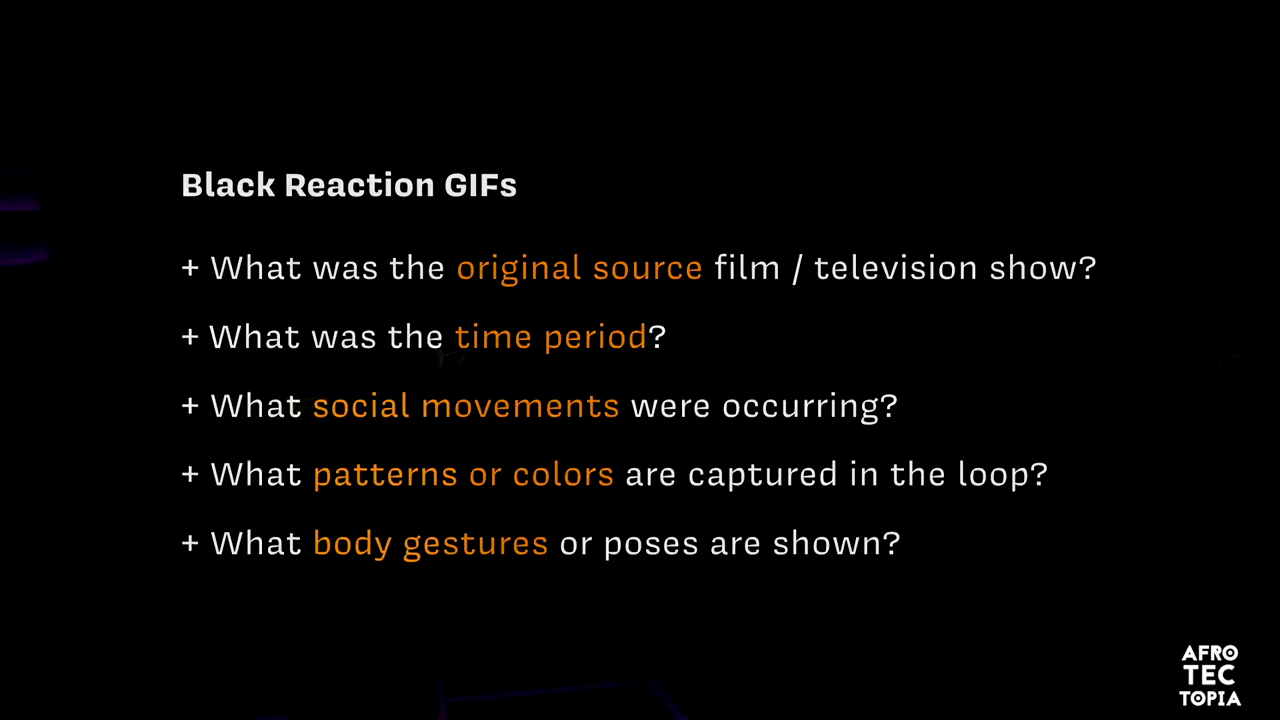 Black Reaction GIFs
+ What was the original source film / television show?
+ What was the time period?
+ What social movements were occurring?
+ What patterns or colors are captured in the loop?
+ What body gestures or poses are shown?
AFRO
TEC
TOPIA